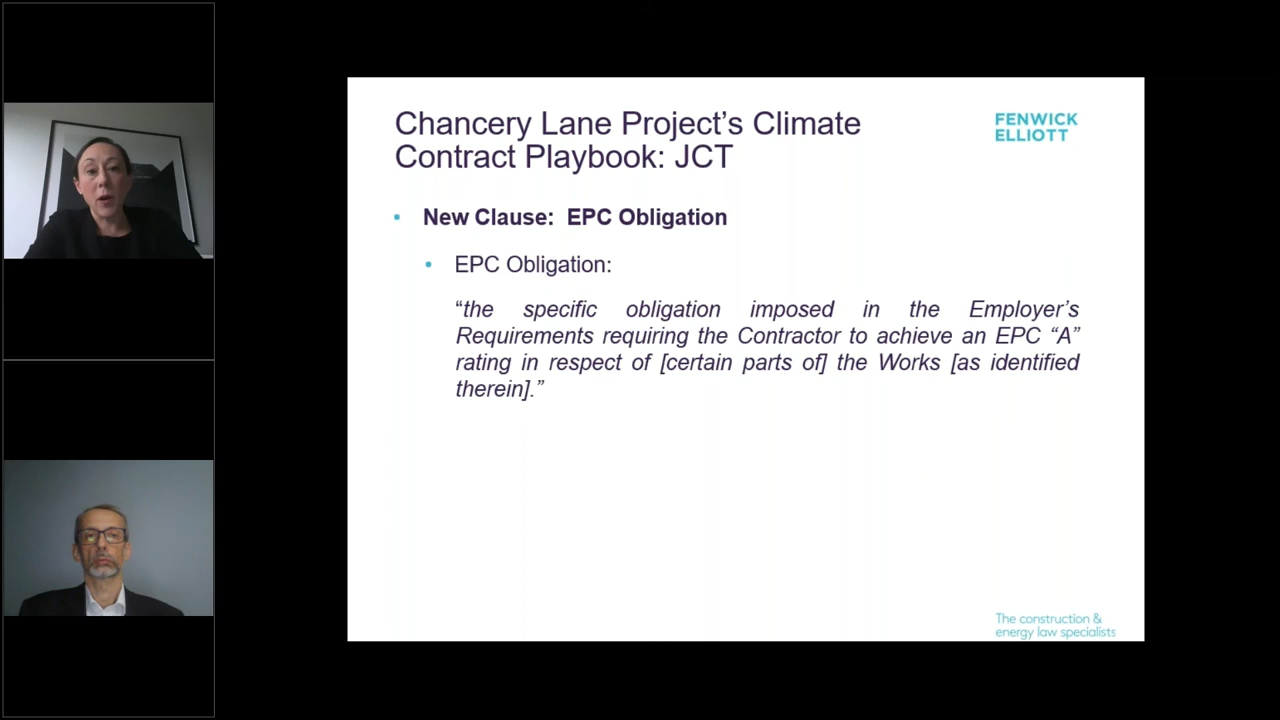 Chancery Lane Project’s Climate
Contract Playbook: JCT
FENWICK
ELLIOTT
• New Clause:  EPC Obligation
• EPC Obligation:
“the specific obligation imposed in the Employer’s
Requirements requiring the Contractor to achieve an EPC “A”
rating in respect of [certain parts of] the Works [as identified
therein].”
The construction &
energy law specialists